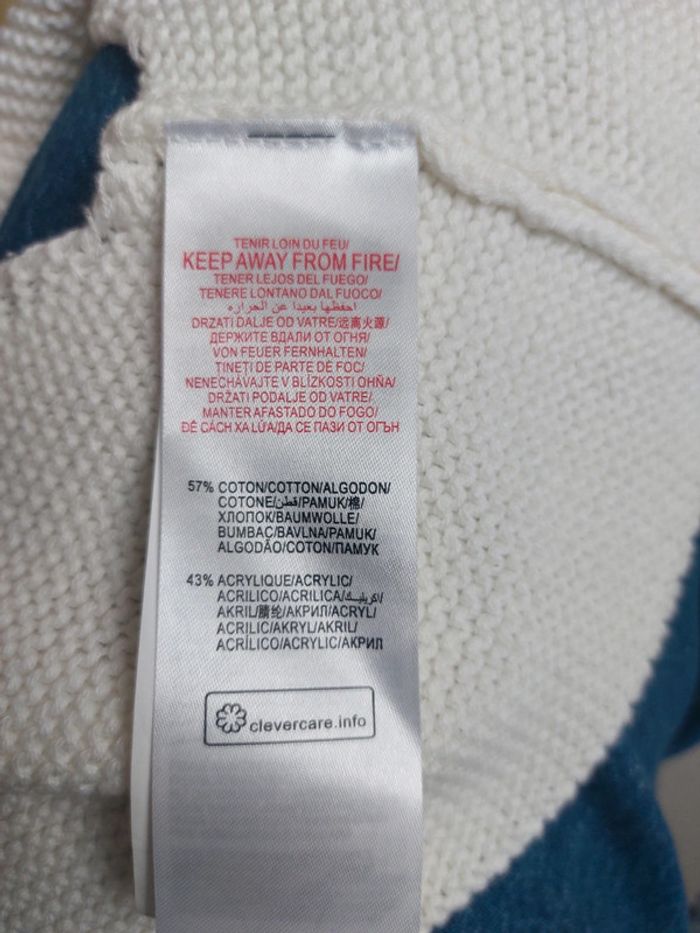 TENIR LOIN DU FEU/
KEEP AWAY FROM FIRE/
TENER LEJOS DEL FUEGO/
TENERE LONTANO DAL FUOCO/
احفظها بعيدا عن الحراره
DRZATI DALJE OD VATRE/远离火源/
ДЕРЖИТЕ ВДАЛИ ОТ ОГНЯ/
VON FEUER FERNHALTEN/
TINEȚI DE PARTE DE FOC/
NENECHÁVAJTE V BLÍZKOSTI OHŇA/
DRŽATI PODALJE OD VATRE/
MANTER AFASTADO DO FOGO/
ĐỂ CÁCH XA LỬA/ДА СЕ ПАЗИ ОТ ОГЪН
57% COTON/COTTON/ALGODON/
COTONE/قطن/PAMUK/棉/
ХЛОПОК/BAUMWOLLE/
BUMBAC/BAVLNA/PAMUK/
ALGODÃO/COTON/ПАМУК
43% ACRYLIQUE/ACRYLIC/
ACRILICO/ACRILICA/اكريليك/
AKRIL/腈纶/АКРИЛ/ACRYL/
ACRILIC/AKRYL/AKRIL/
ACRÍLICO/ACRYLIC/АКРИЛ
clevercare.info